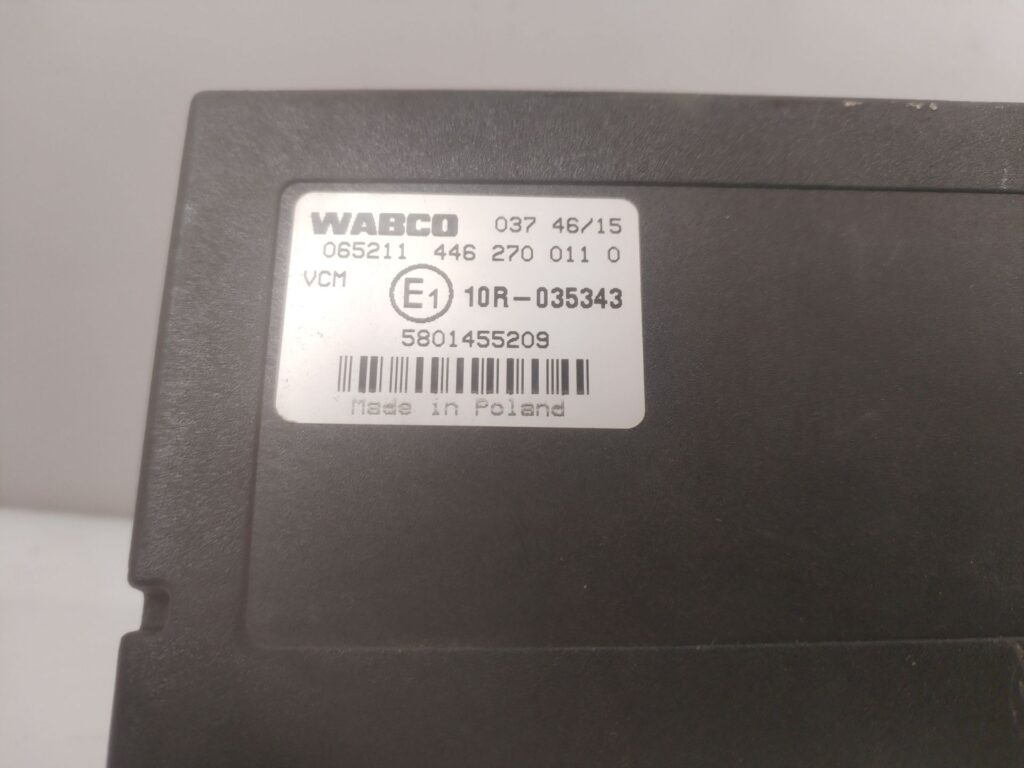 WABCO 037 46/15
065211 446 270 011 0
VCM E1 10R-035343
5801455209
Made in Poland